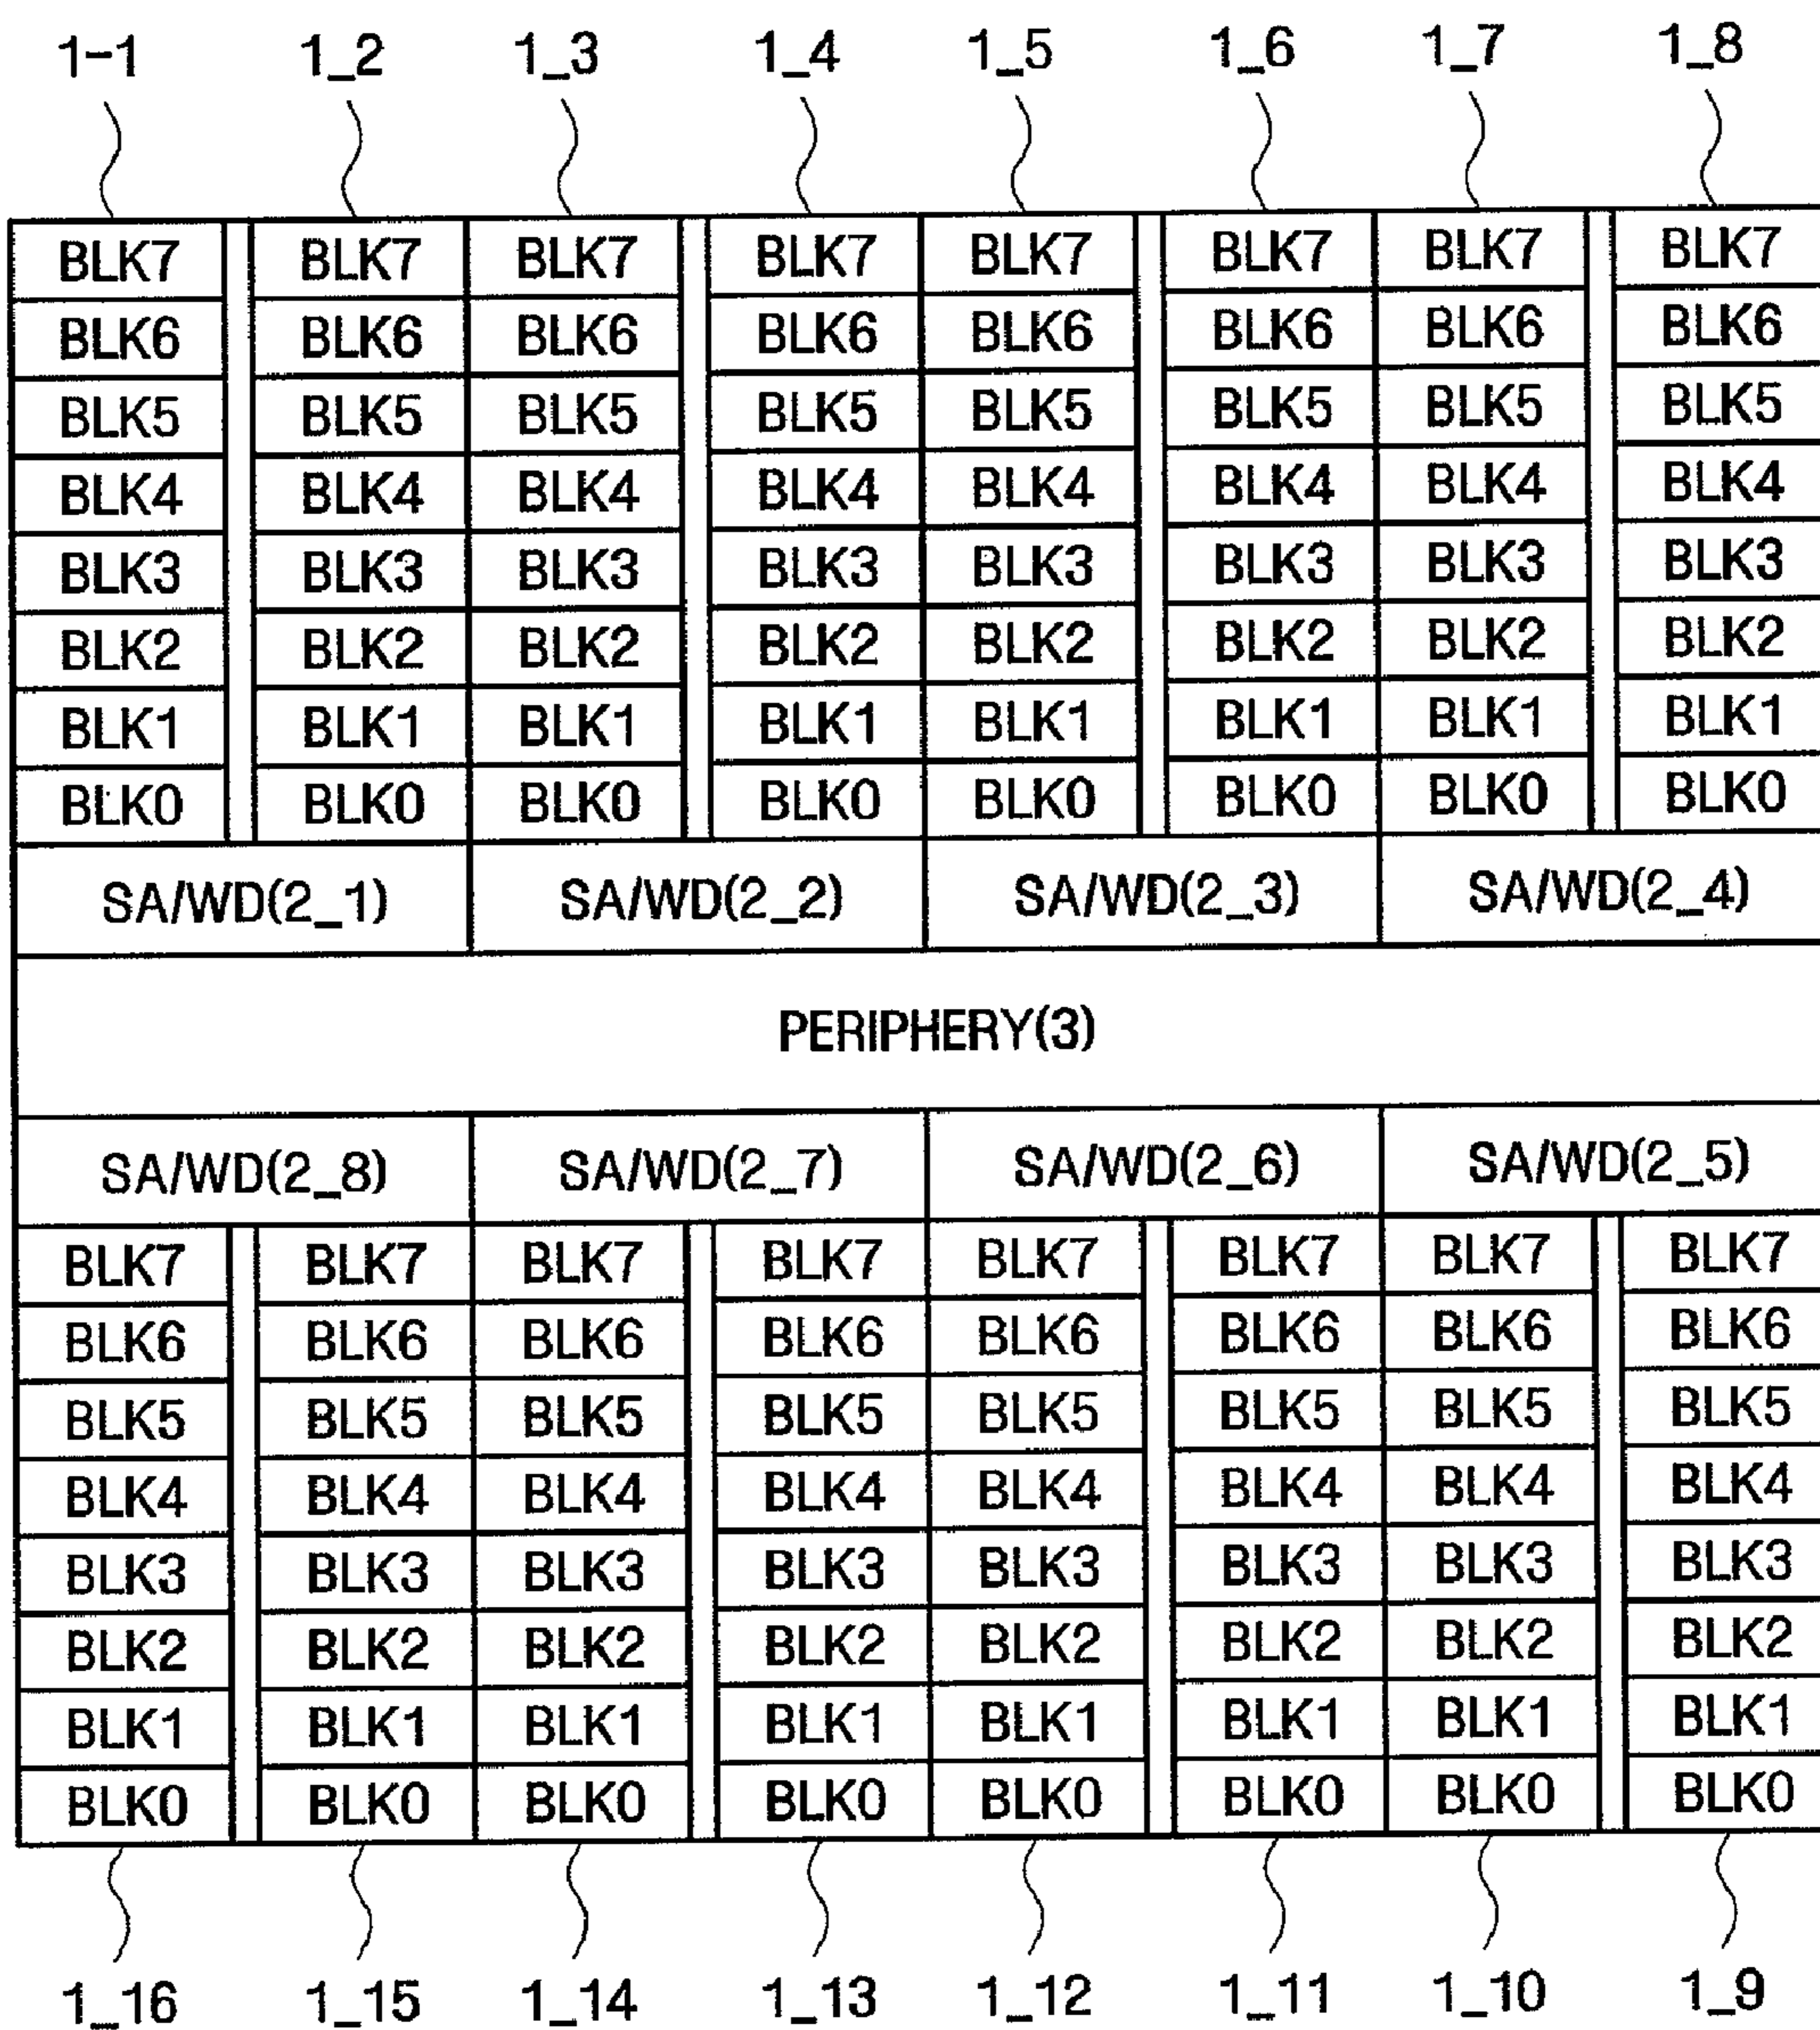 1-1 1_2 1_3 1_4 1_5 1_6 1_7 1_8
BLK7 BLK7 BLK7 BLK7 BLK7 BLK7 BLK7 BLK7
BLK6 BLK6 BLK6 BLK6 BLK6 BLK6 BLK6 BLK6
BLK5 BLK5 BLK5 BLK5 BLK5 BLK5 BLK5 BLK5
BLK4 BLK4 BLK4 BLK4 BLK4 BLK4 BLK4 BLK4
BLK3 BLK3 BLK3 BLK3 BLK3 BLK3 BLK3 BLK3
BLK2 BLK2 BLK2 BLK2 BLK2 BLK2 BLK2 BLK2
BLK1 BLK1 BLK1 BLK1 BLK1 BLK1 BLK1 BLK1
BLK0 BLK0 BLK0 BLK0 BLK0 BLK0 BLK0 BLK0
SA/WD(2_1) SA/WD(2_2) SA/WD(2_3) SA/WD(2_4)
PERIPHERY(3)
SA/WD(2_8) SA/WD(2_7) SA/WD(2_6) SA/WD(2_5)
BLK7 BLK7 BLK7 BLK7 BLK7 BLK7 BLK7 BLK7
BLK6 BLK6 BLK6 BLK6 BLK6 BLK6 BLK6 BLK6
BLK5 BLK5 BLK5 BLK5 BLK5 BLK5 BLK5 BLK5
BLK4 BLK4 BLK4 BLK4 BLK4 BLK4 BLK4 BLK4
BLK3 BLK3 BLK3 BLK3 BLK3 BLK3 BLK3 BLK3
BLK2 BLK2 BLK2 BLK2 BLK2 BLK2 BLK2 BLK2
BLK1 BLK1 BLK1 BLK1 BLK1 BLK1 BLK1 BLK1
BLK0 BLK0 BLK0 BLK0 BLK0 BLK0 BLK0 BLK0
1_16 1_15 1_14 1_13 1_12 1_11 1_10 1_9